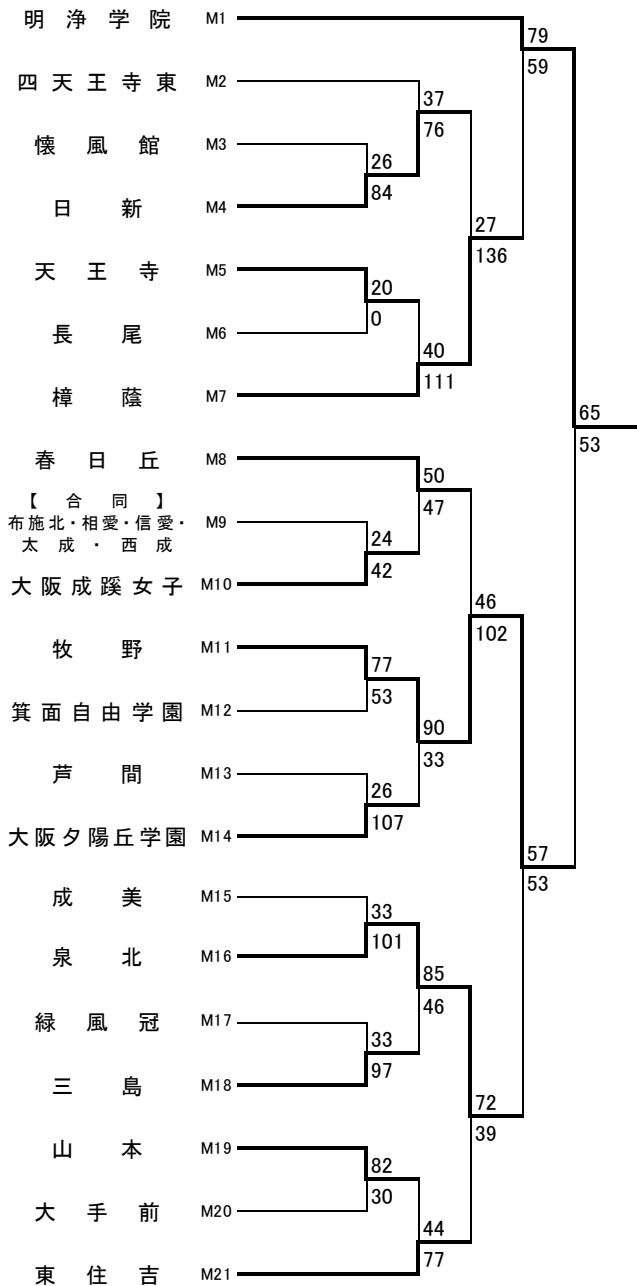 明浄学院 M1
79
59
四天王寺東 M2
37
76
懐風館 M3
26
84
日新 M4
27
136
天王寺 M5
20
0
長尾 M6
40
111
樟蔭 M7
65
53
春日丘 M8
50
47
【合同】
布施北・相愛・信愛・ M9
太成・西成
24
42
大阪成蹊女子 M10
46
102
牧野 M11
77
53
箕面自由学園 M12
90
33
芦間 M13
26
107
大阪夕陽丘学園 M14
57
53
成美 M15
33
101
泉北 M16
85
46
緑風冠 M17
33
97
三島 M18
72
39
山本 M19
82
30
大手前 M20
44
77
東住吉 M21